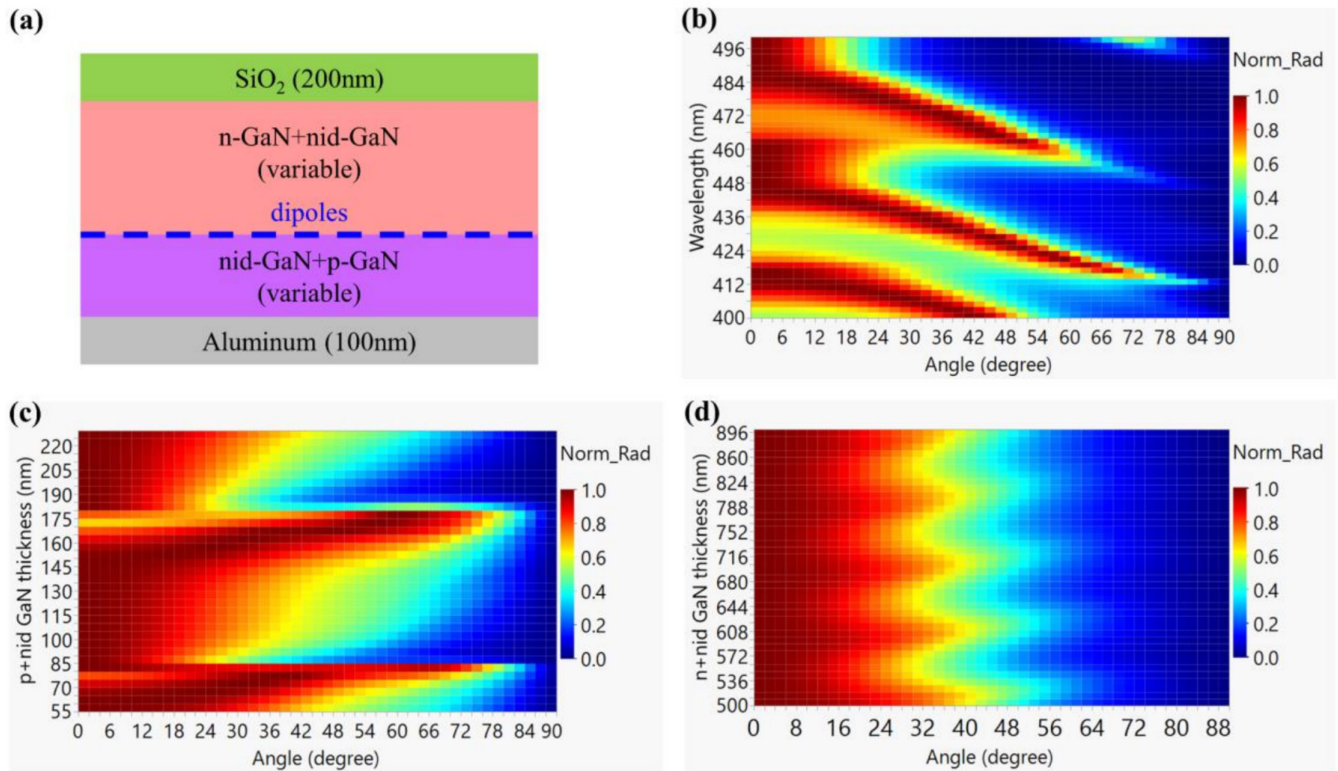 (a)
SiO₂ (200nm)
n-GaN+nid-GaN
(variable)
dipoles
nid-GaN+p-GaN
(variable)
Aluminum (100nm)
(b)
Wavelength (nm)
496
484
472
460
448
436
424
412
400
0 6 12 18 24 30 36 42 48 54 60 66 72 78 84 90
Angle (degree)
Norm_Rad
1.0
0.8
0.6
0.4
0.2
0.0
(c)
p+nid GaN thickness (nm)
220
205
190
175
160
145
130
115
100
85
70
55
0 6 12 18 24 30 36 42 48 54 60 66 72 78 84 90
Angle (degree)
Norm_Rad
1.0
0.8
0.6
0.4
0.2
0.0
(d)
n+nid GaN thickness (nm)
896
860
824
788
752
716
680
644
608
572
536
500
0 8 16 24 32 40 48 56 64 72 80 88
Angle (degree)
Norm_Rad
1.0
0.8
0.6
0.4
0.2
0.0